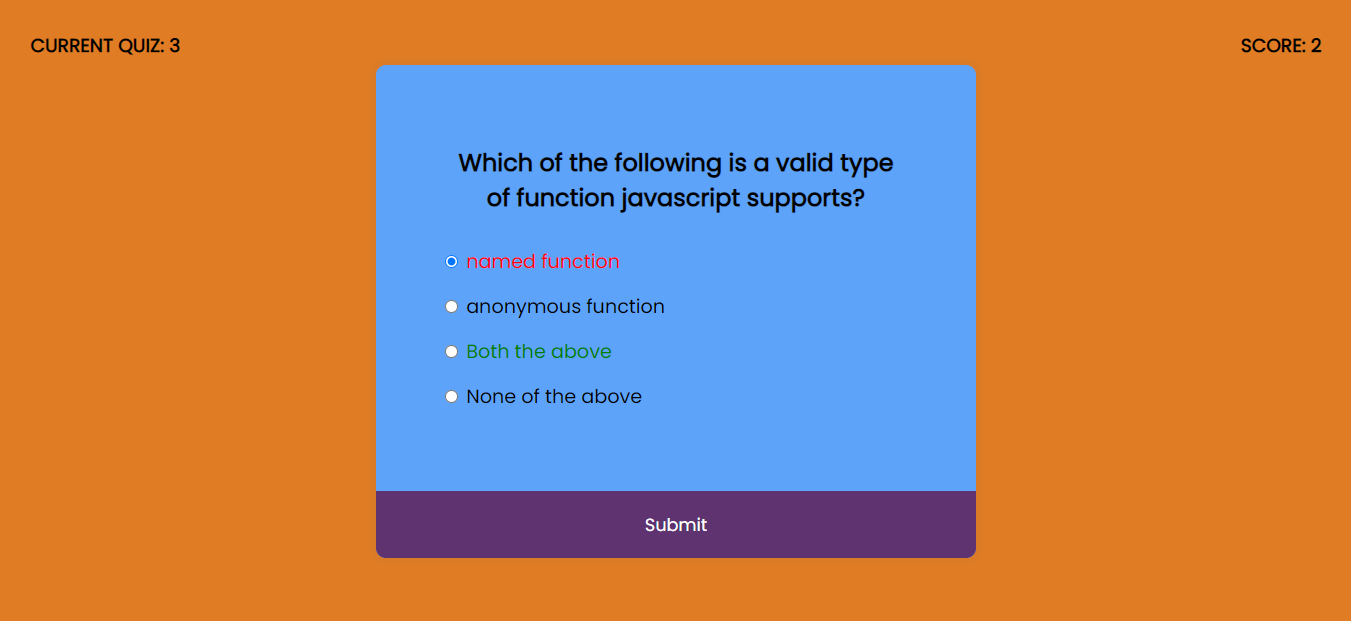 CURRENT QUIZ: 3
SCORE: 2
Which of the following is a valid type
of function javascript supports?
named function
anonymous function
Both the above
None of the above
Submit